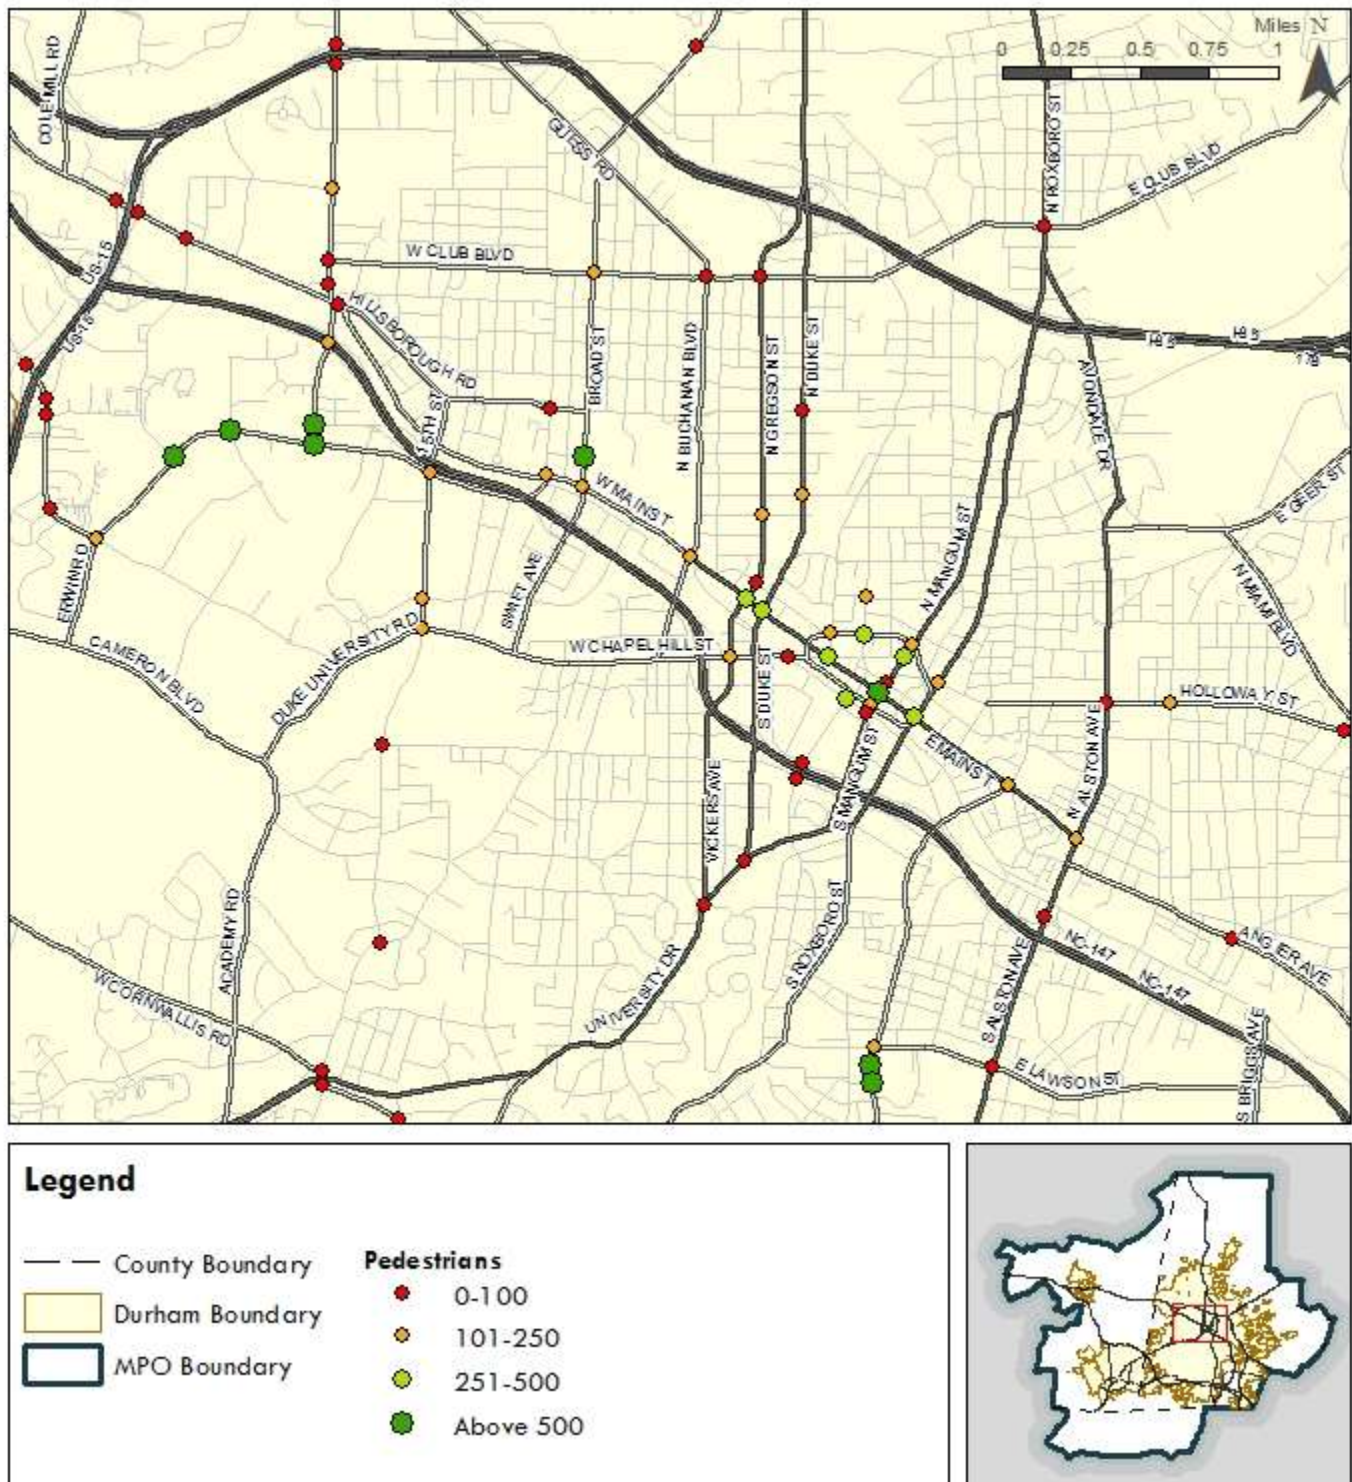 Miles N
0 0.25 0.5 0.75 1
COLE MILL RD
GUESS RD
N ROXBORO ST
E CLUB BLVD
US-15
W CLUB BLVD
US-15
HILLSBOROUGH RD
BROAD ST
N BUCHANAN BLVD
N GREGSON ST
N DUKE ST
I-85
I-85
AVONDALE DR
15TH ST
W MAIN ST
E GEER ST
N MANGUM ST
ERWIN RD
SWIFT AVE
N MIAMI BLVD
CAMERON BLVD
DUKE UNIVERSITY RD
W CHAPEL HILL ST
S DUKE ST
HOLLOWAY ST
E MAIN ST
S MANGUM ST
N ALSTON AVE
VICKERS AVE
ACADEMY RD
S ROXBORO ST
ANGIER AVE
NC-147
NC-147
W CORNWALLIS RD
UNIVERSITY DR
S ALSTON AVE
E LAWSON ST
S BRIGGS AVE
Legend
County Boundary
Durham Boundary
MPO Boundary
Pedestrians
0-100
101-250
251-500
Above 500